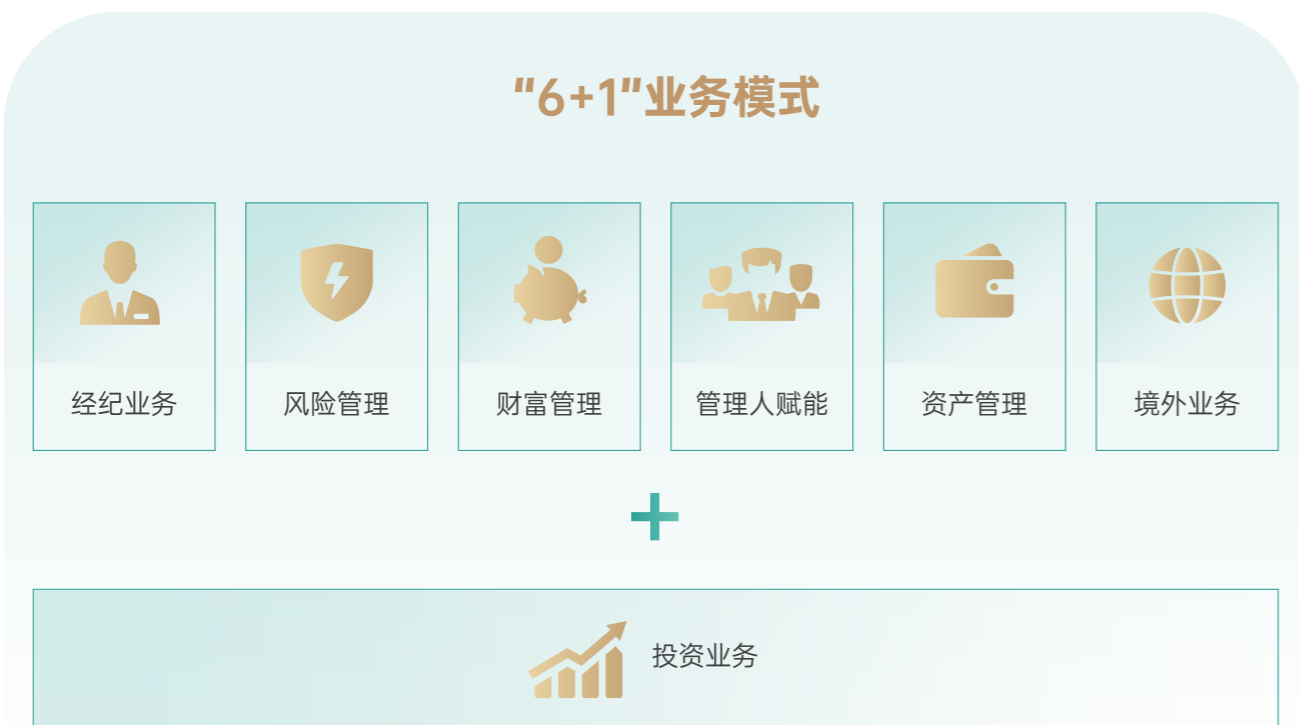 "6+1"业务模式
经纪业务
风险管理
财富管理
管理人赋能
资产管理
境外业务
+
投资业务